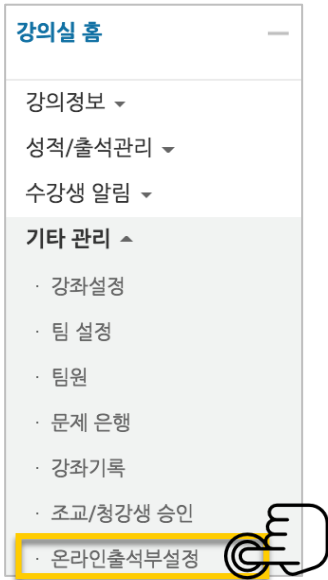 강의실 홈
강의정보
성적/출석관리
수강생 알림
기타 관리
· 강좌설정
· 팀 설정
· 팀원
· 문제 은행
· 강좌기록
· 조교/청강생 승인
· 온라인출석부설정